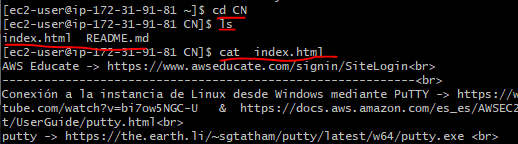 [ec2-user@ip-172-31-91-81 ~]$ cd CN
[ec2-user@ip-172-31-91-81 CN]$ ls
index.html  README.md
[ec2-user@ip-172-31-91-81 CN]$ cat  index.html
AWS Educate -> https://www.awseducate.com/signin/SiteLogin<br>
----------------------------------------------------<br>
Conexión a la instancia de Linux desde Windows mediante PuTTY -> https://w
tube.com/watch?v=bi7ow5NGC-U   &  https://docs.aws.amazon.com/es_es/AWSEC2
t/UserGuide/putty.html<br>
putty -> https://the.earth.li/~sgtatham/putty/latest/w64/putty.exe <br>